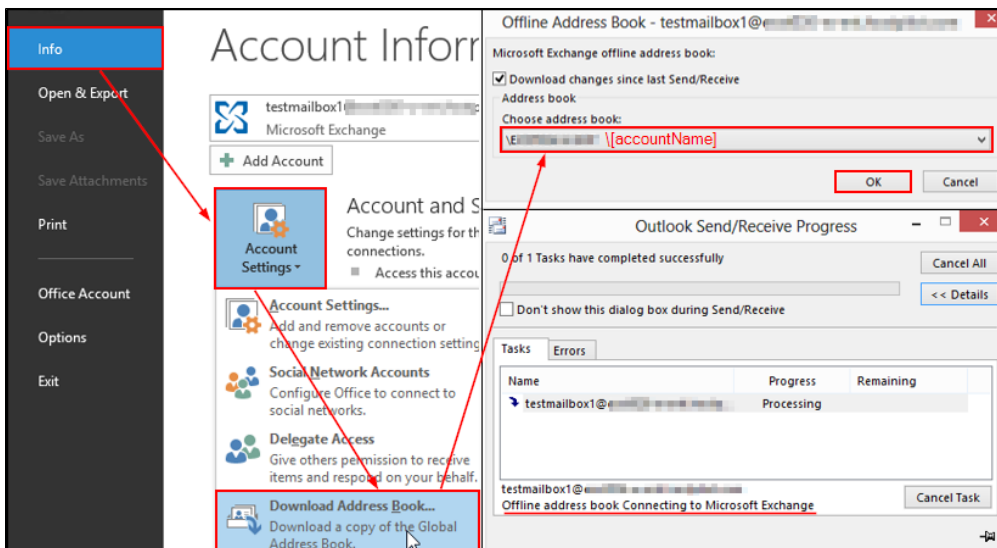 Info
Open & Export
Save As
Save Attachments
Print
Office Account
Options
Exit
Account Inforr
testmailbox1
Microsoft Exchange
Add Account
Account
Settings
Account and S
Change settings for th
connections.
Access this accou
Account Settings...
Add and remove accounts or
change existing connection setting
Social Network Accounts
Configure Office to connect to
social networks.
Delegate Access
Give others permission to receive
items and respond on your behalf.
Download Address Book...
Download a copy of the Global
Address Book.
Offline Address Book - testmailbox1@
Microsoft Exchange offline address book:
Download changes since last Send/Receive
Address book
Choose address book:
\E \[accountName]
OK Cancel
Outlook Send/Receive Progress
0 of 1 Tasks have completed successfully
Cancel All
<< Details
Don't show this dialog box during Send/Receive
Tasks Errors
Name Progress Remaining
testmailbox1@ ... Processing
testmailbox1@
Offline address book Connecting to Microsoft Exchange
Cancel Task